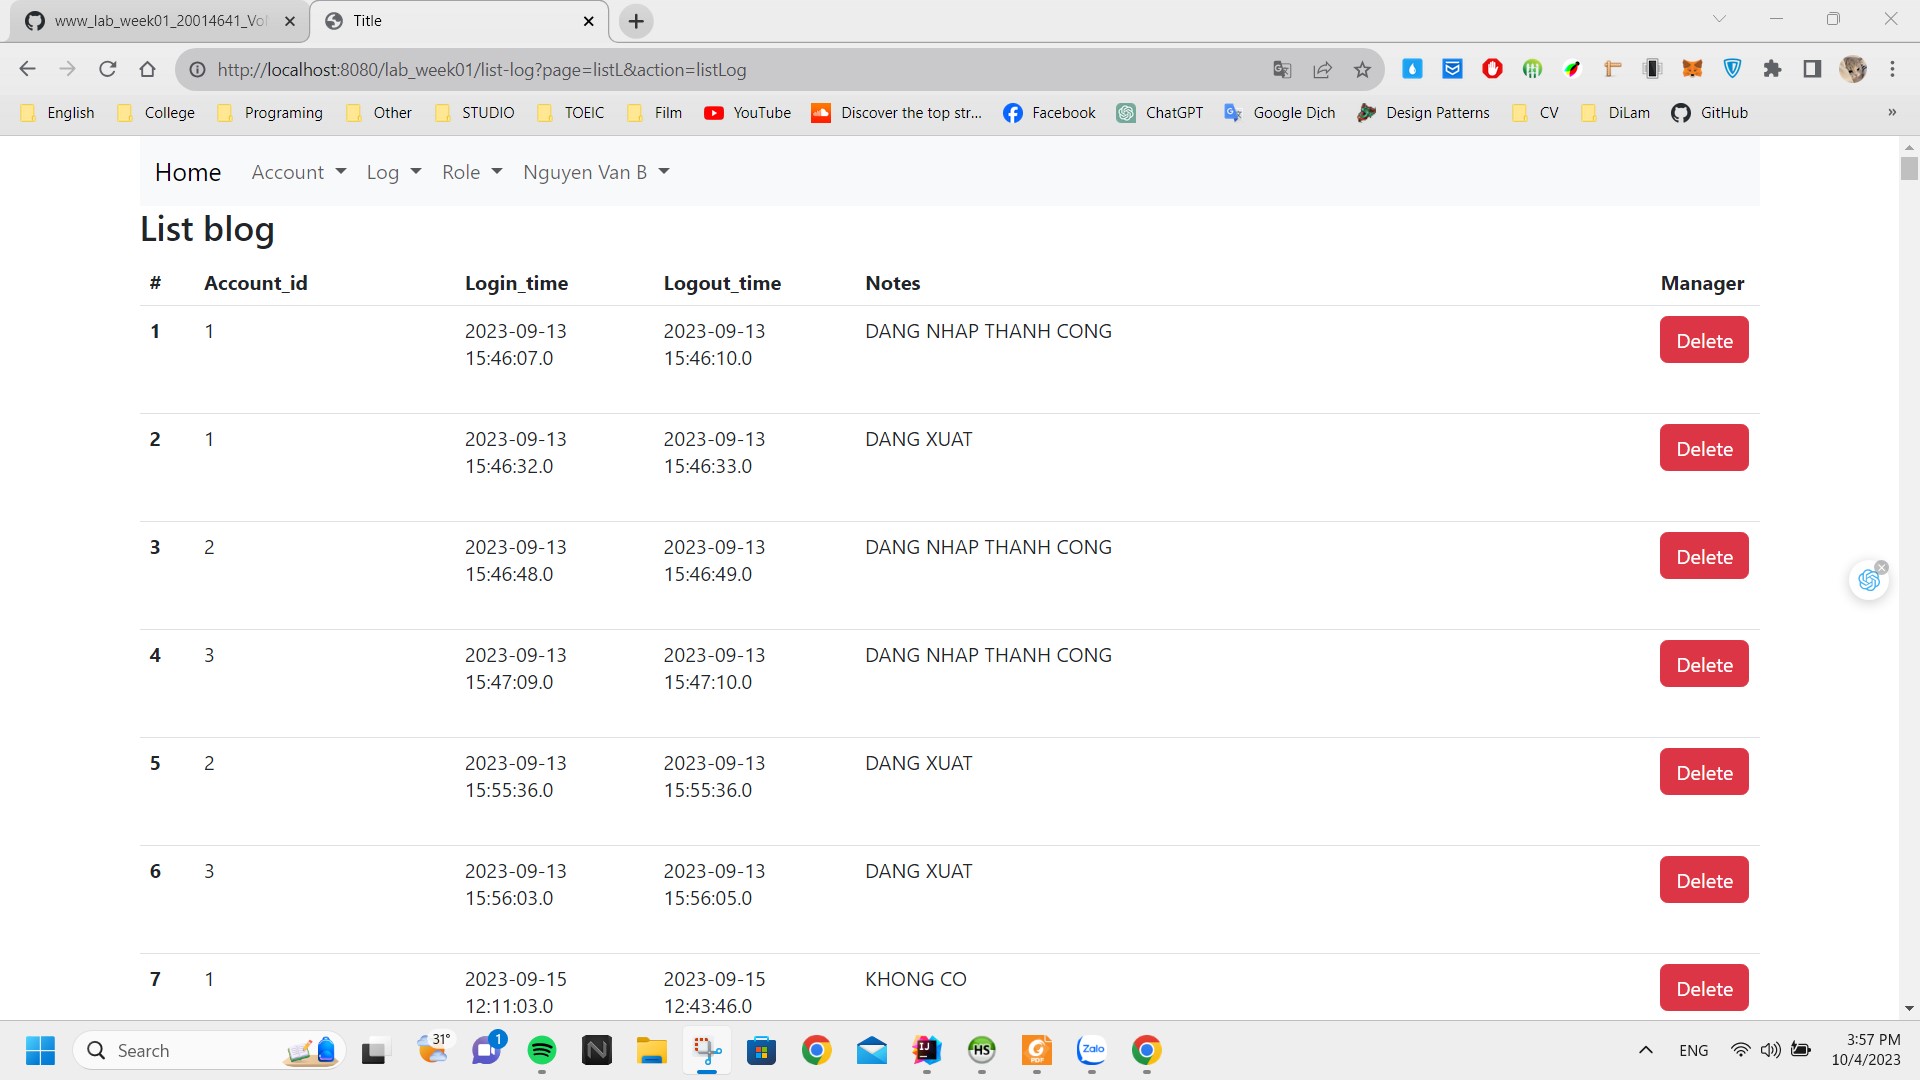 www_lab_week01_20014641_Vo
Title
http://localhost:8080/lab_week01/list-log?page=listL&action=listLog
English College Programing Other STUDIO TOEIC Film YouTube Discover the top str... Facebook ChatGPT Google Dịch Design Patterns CV DiLam GitHub »
Home Account Log Role Nguyen Van B
List blog
# Account_id Login_time Logout_time Notes Manager
1 1 2023-09-13 2023-09-13 DANG NHAP THANH CONG Delete
15:46:07.0 15:46:10.0
2 1 2023-09-13 2023-09-13 DANG XUAT Delete
15:46:32.0 15:46:33.0
3 2 2023-09-13 2023-09-13 DANG NHAP THANH CONG Delete
15:46:48.0 15:46:49.0
4 3 2023-09-13 2023-09-13 DANG NHAP THANH CONG Delete
15:47:09.0 15:47:10.0
5 2 2023-09-13 2023-09-13 DANG XUAT Delete
15:55:36.0 15:55:36.0
6 3 2023-09-13 2023-09-13 DANG XUAT Delete
15:56:03.0 15:56:05.0
7 1 2023-09-15 2023-09-15 KHONG CO Delete
12:11:03.0 12:43:46.0
Search 31° 1 N IJ HS PDF Zalo ENG 3:57 PM
10/4/2023